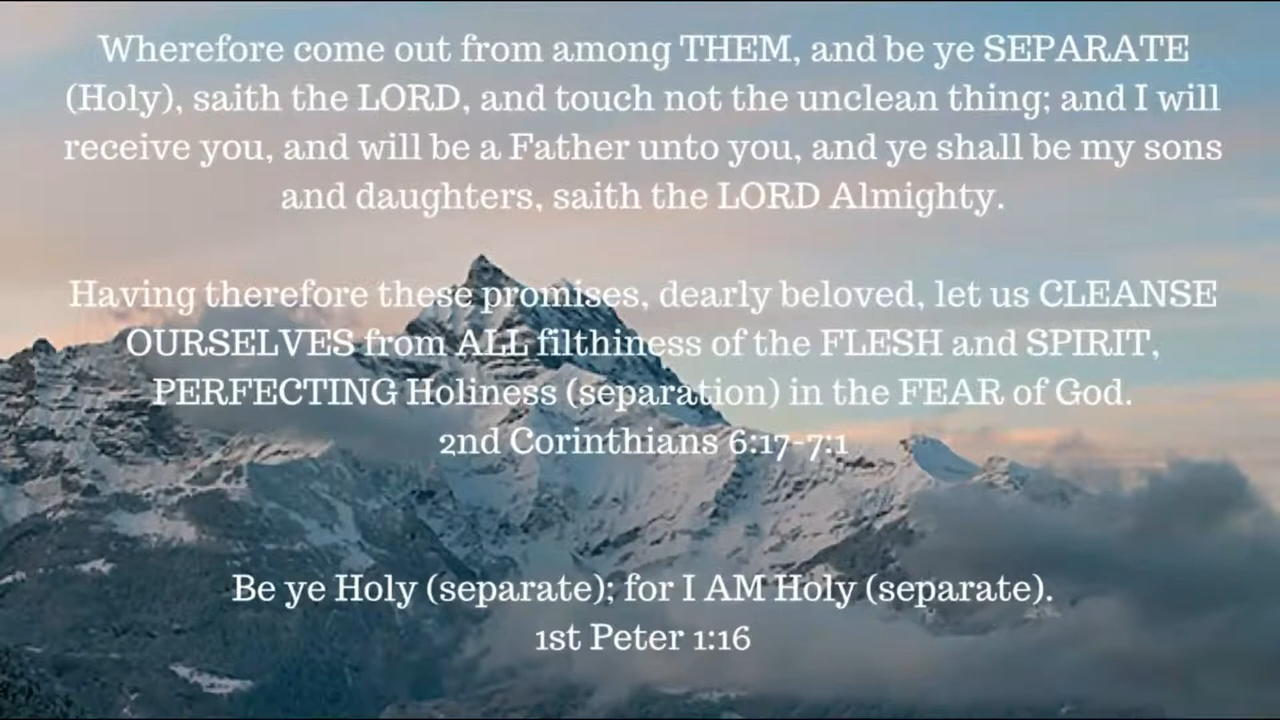 Wherefore come out from among THEM, and be ye SEPARATE
(Holy), saith the LORD, and touch not the unclean thing; and I will
receive you, and will be a Father unto you, and ye shall be my sons
and daughters, saith the LORD Almighty.
Having therefore these promises, dearly beloved, let us CLEANSE
OURSELVES from ALL filthiness of the FLESH and SPIRIT,
PERFECTING Holiness (separation) in the FEAR of God.
2nd Corinthians 6:17-7:1
Be ye Holy (separate); for I AM Holy (separate).
1st Peter 1:16